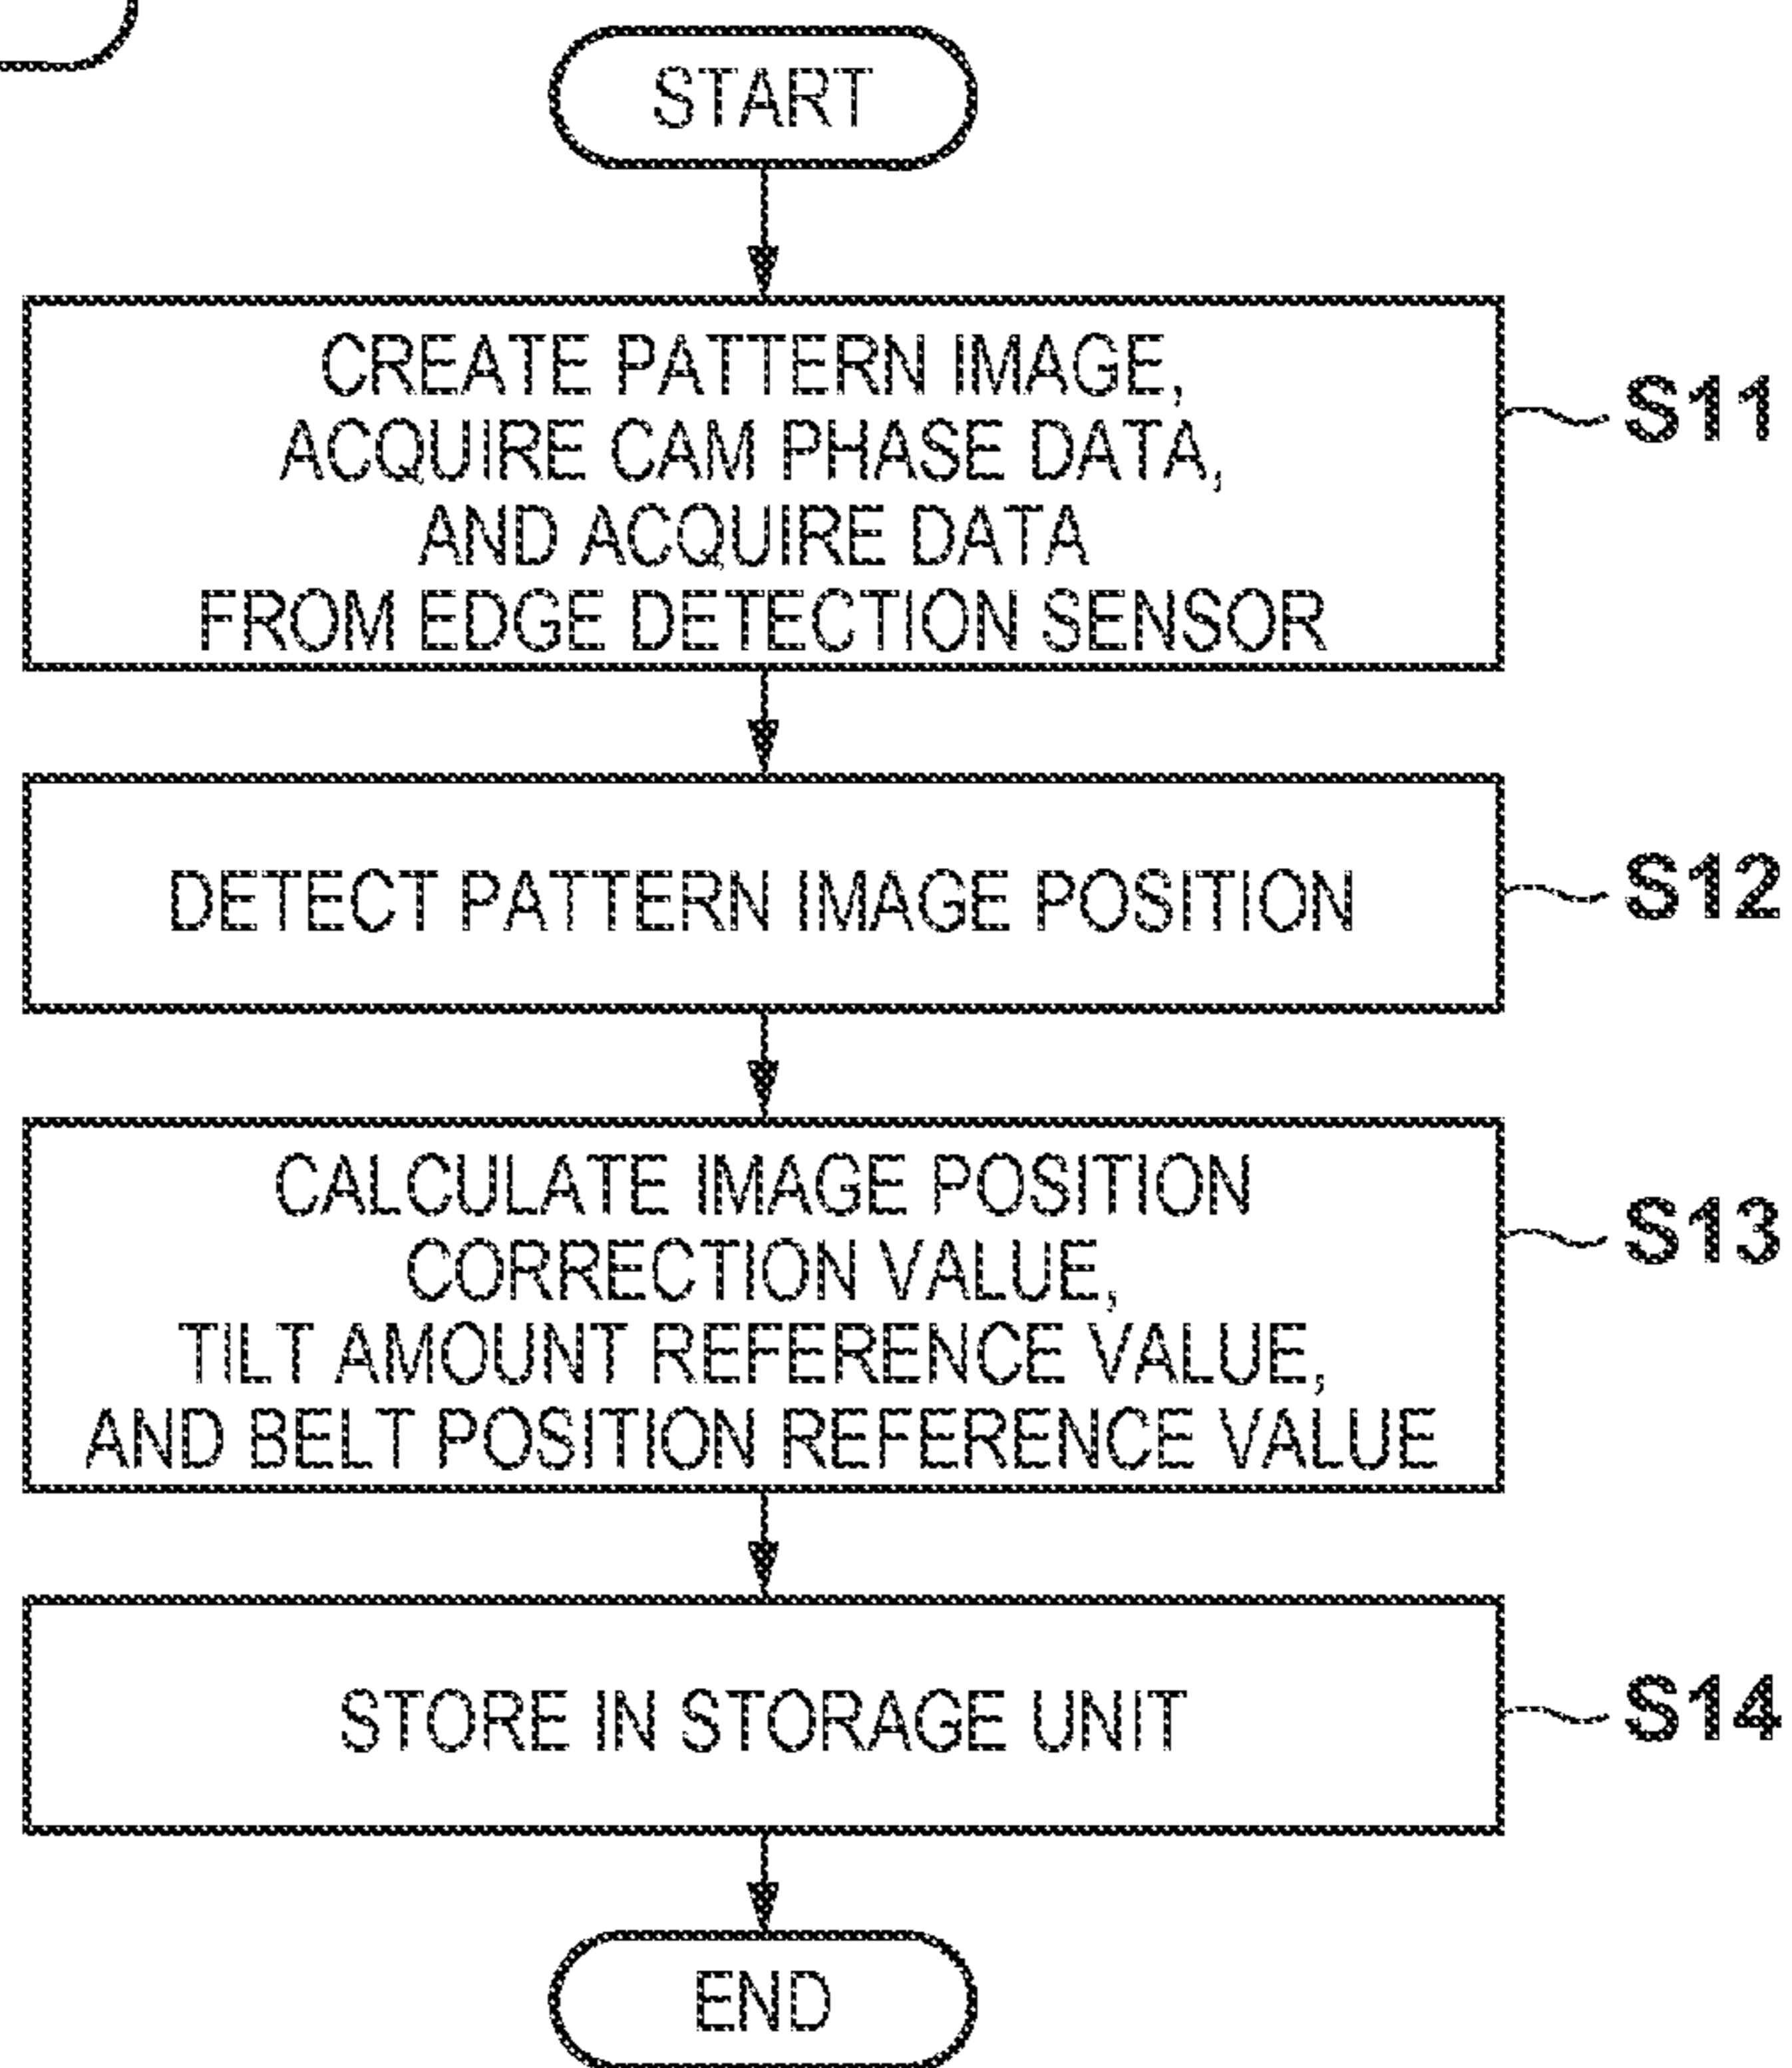 START
CREATE PATTERN IMAGE,
ACQUIRE CAM PHASE DATA,
AND ACQUIRE DATA
FROM EDGE DETECTION SENSOR
S11
DETECT PATTERN IMAGE POSITION
S12
CALCULATE IMAGE POSITION
CORRECTION VALUE,
TILT AMOUNT REFERENCE VALUE,
AND BELT POSITION REFERENCE VALUE
S13
STORE IN STORAGE UNIT
S14
END